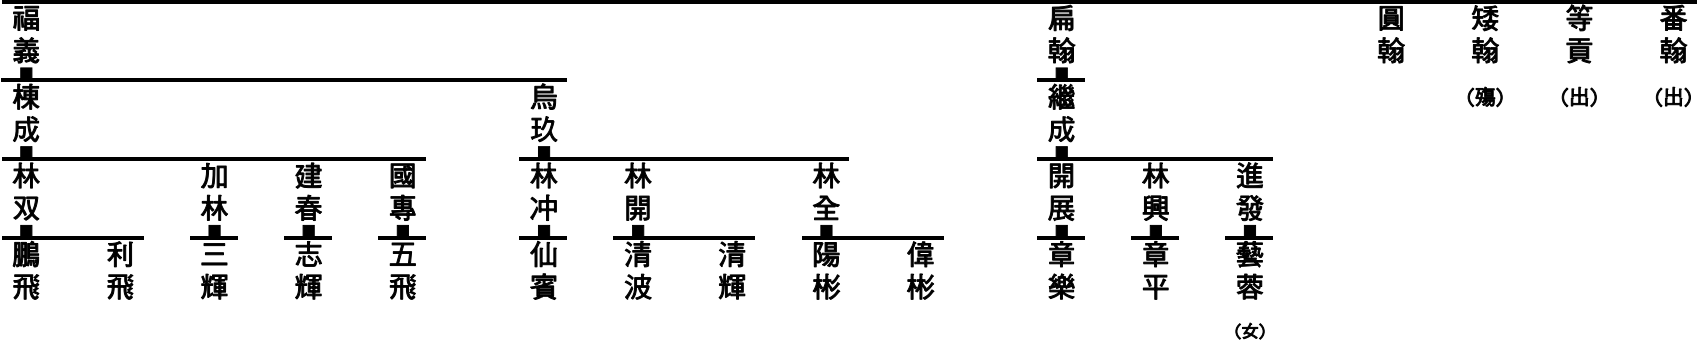 福義 扁翰 圓翰 矮翰 等貢 番翰
（殤） （出） （出）
棟成 烏玖 繼成
林双 加林 建春 國專 林冲 林開 林全 開展 林興 進發
鵬飛 利飛 三輝 志輝 五飛 仙賓 清波 清輝 陽彬 偉彬 章樂 章平 藝蓉
（女）